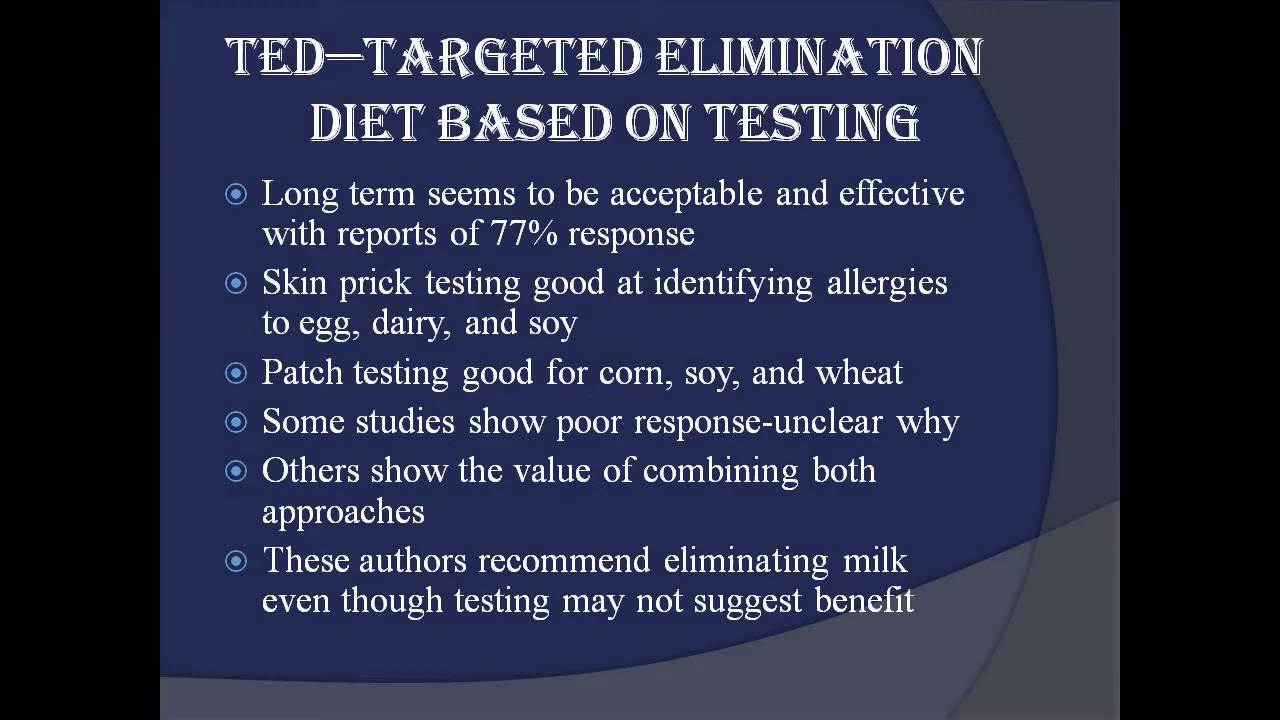 TED—TARGETED ELIMINATION
DIET BASED ON TESTING
Long term seems to be acceptable and effective
with reports of 77% response
Skin prick testing good at identifying allergies
to egg, dairy, and soy
Patch testing good for corn, soy, and wheat
Some studies show poor response-unclear why
Others show the value of combining both
approaches
These authors recommend eliminating milk
even though testing may not suggest benefit